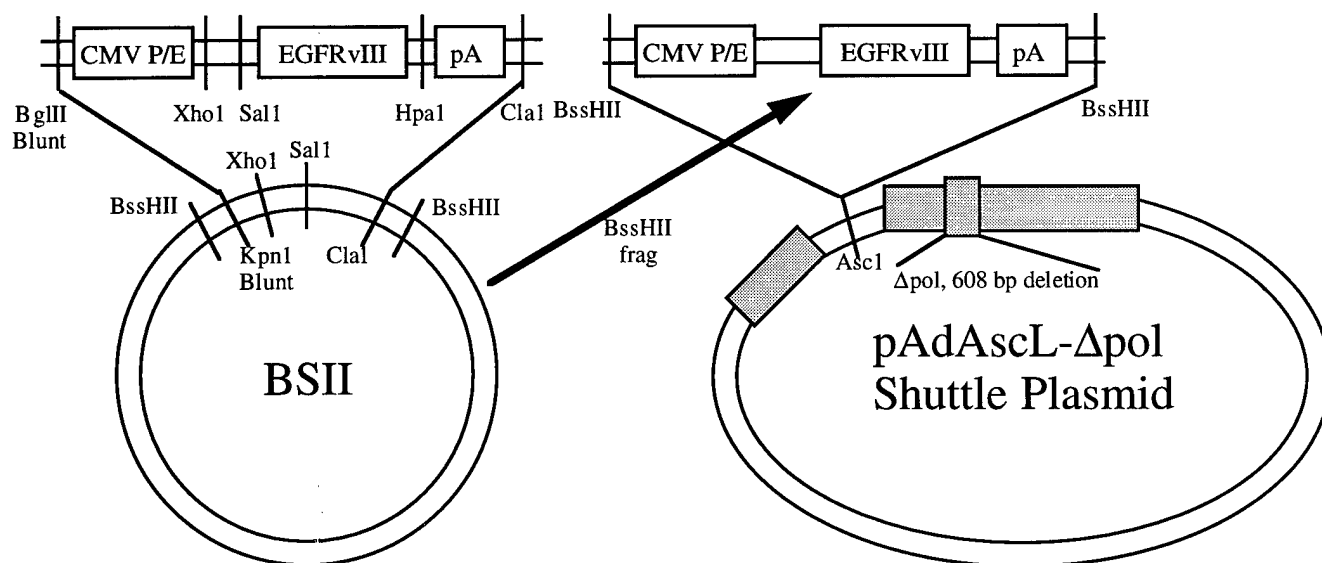 CMV P/E
EGFRvIII
pA
BglII
Blunt
Xho1
Sal1
Hpa1
Cla1
CMV P/E
EGFRvIII
pA
BssHII
BssHII
BssHII
Xho1
Sal1
BssHII
Kpn1
Blunt
Cla1
BSII
BssHII
frag
Asc1
Δpol, 608 bp deletion
pAdAscL-Δpol
Shuttle Plasmid